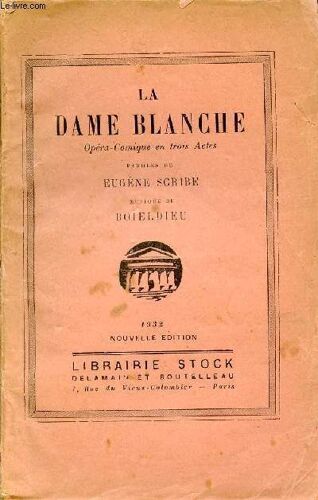 Le-livre.com
LA
DAME BLANCHE
Opéra-Comique en trois Actes
PAROLES DE
EUGÈNE SCRIBE
MUSIQUE DE
BOIELDIEU
1932
NOUVELLE ÉDITION
LIBRAIRIE STOCK
DELAMAIN ET BOUTELLEAU
7, Rue du Vieux-Colombier — Paris